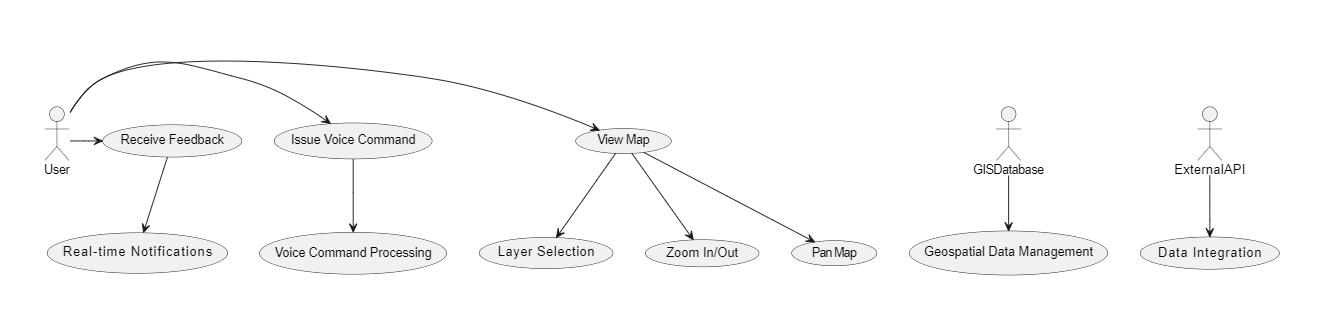 Receive Feedback
Issue Voice Command
View Map
User
GISDatabase
ExternalAPI
Real-time Notifications
Voice Command Processing
Layer Selection
Zoom In/Out
Pan Map
Geospatial Data Management
Data Integration